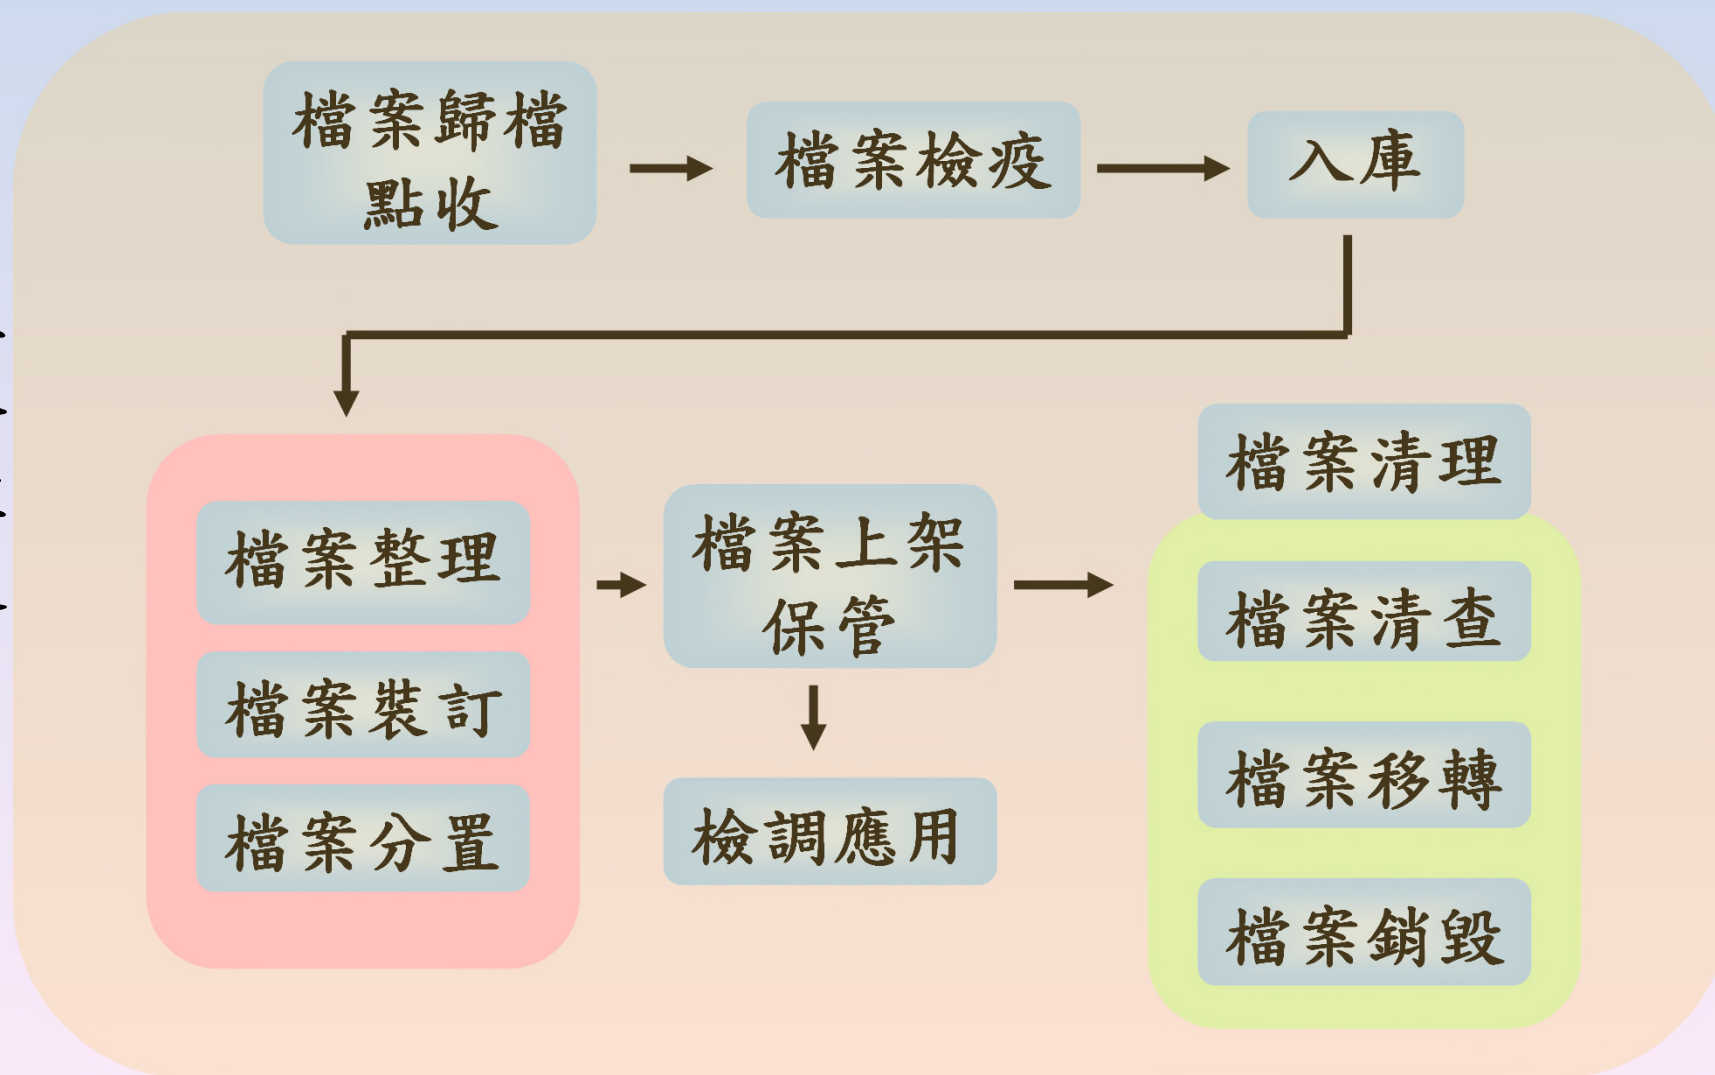 檔案歸檔
點收
檔案檢疫
入庫
檔案整理
檔案裝訂
檔案分置
檔案上架
保管
檢調應用
檔案清理
檔案清查
檔案移轉
檔案銷毀